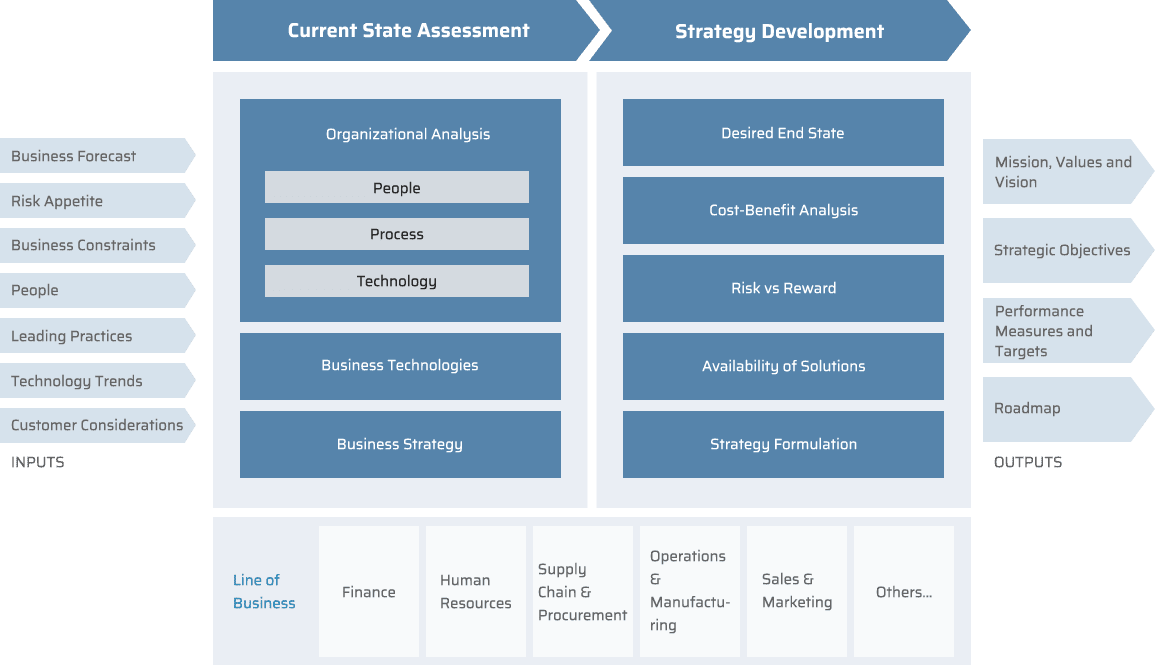 Current State Assessment
Strategy Development
Business Forecast
Risk Appetite
Business Constraints
People
Leading Practices
Technology Trends
Customer Considerations
INPUTS
Organizational Analysis
People
Process
Technology
Business Technologies
Business Strategy
Desired End State
Cost-Benefit Analysis
Risk vs Reward
Availability of Solutions
Strategy Formulation
Mission, Values and
Vision
Strategic Objectives
Performance
Measures and
Targets
Roadmap
OUTPUTS
Line of
Business
Finance
Human
Resources
Supply
Chain &
Procurement
Operations
&
Manufactu-
ring
Sales &
Marketing
Others...